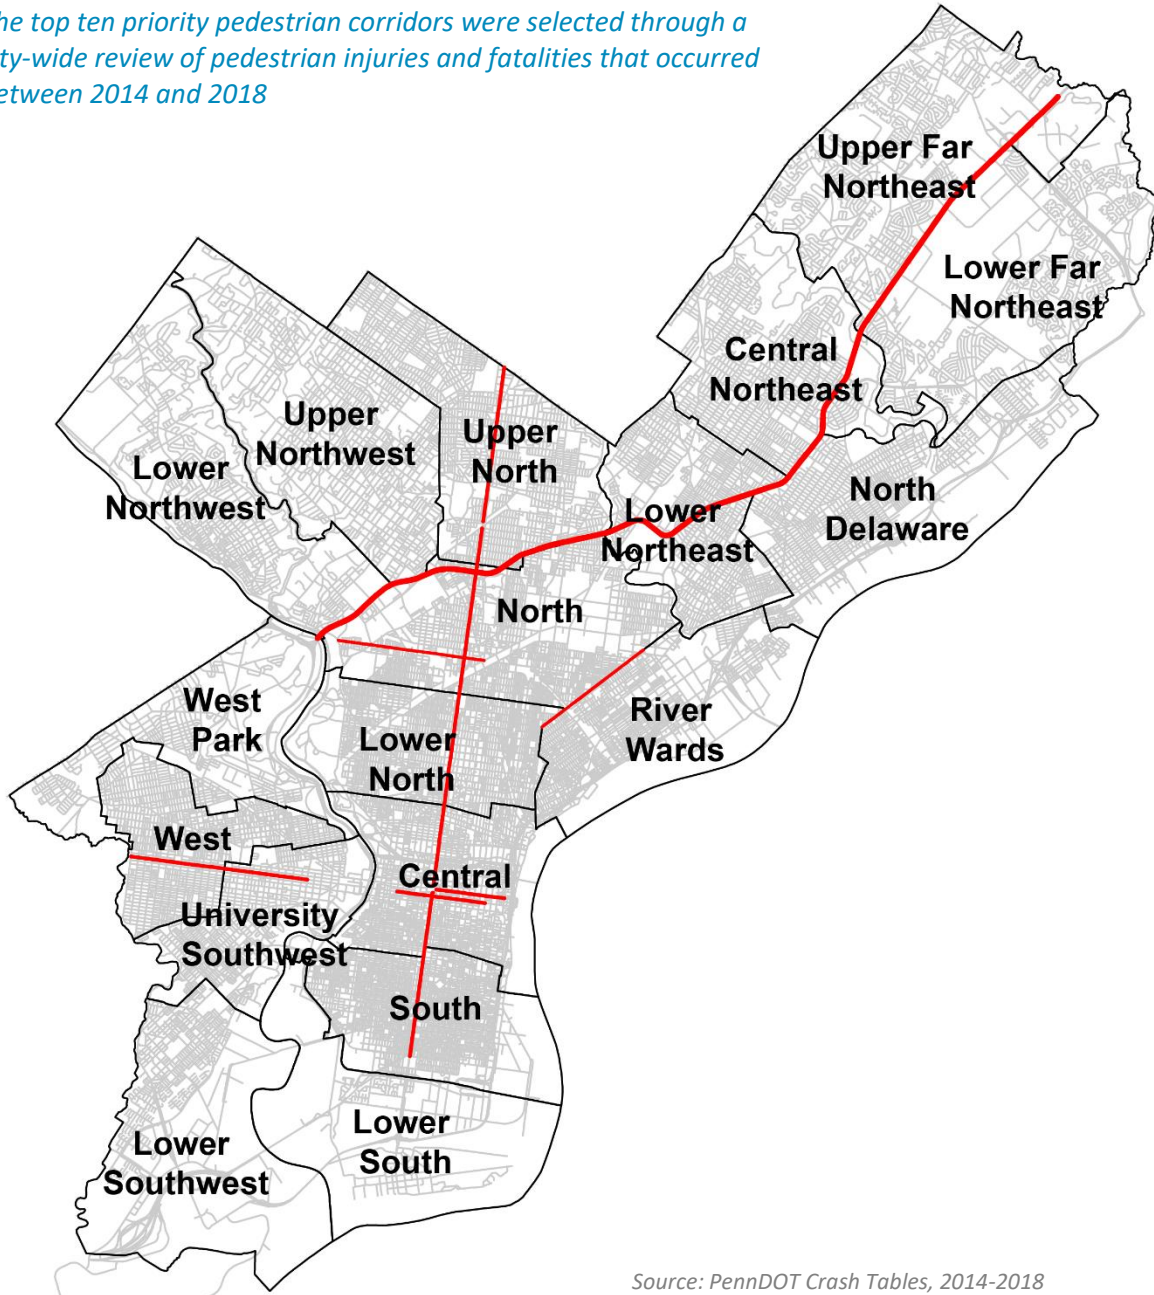 he top ten priority pedestrian corridors were selected through a
ty-wide review of pedestrian injuries and fatalities that occurred
etween 2014 and 2018
Upper Far
Northeast
Lower Far
Northeast
Central
Northeast
Upper
Northwest
Upper
North
Lower
Northwest
North
Delaware
Lower
Northeast
North
West
Park
River
Wards
Lower
North
West
Central
University
Southwest
South
Lower
South
Lower
Southwest
Source: PennDOT Crash Tables, 2014-2018